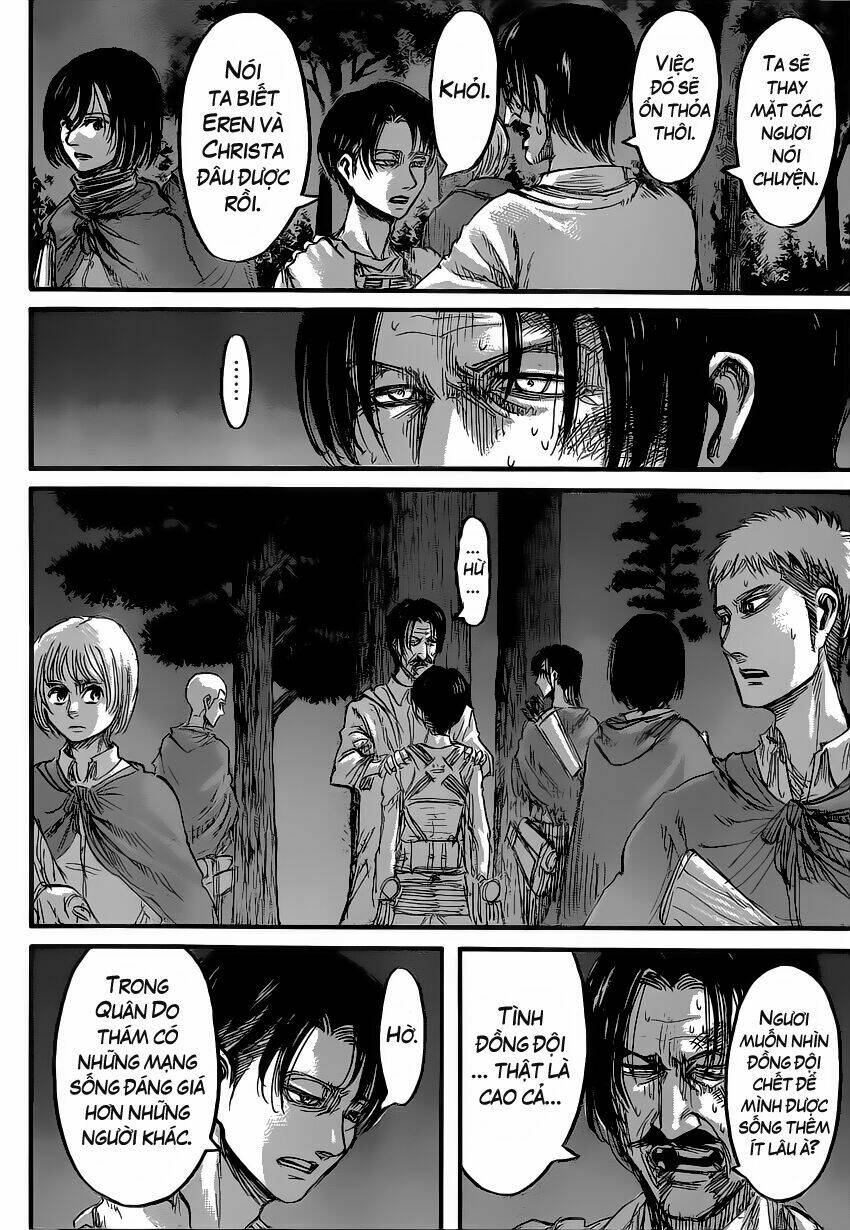 TA SẼ
THAY
MẶT CÁC
NGƯƠI
NÓI
CHUYỆN.
VIỆC
ĐÓ SẼ
ỔN THỎA
THÔI.
KHỎI.
NÓI
TA BIẾT
EREN VÀ
CHRISTA
ĐÂU ĐƯỢC
RỒI.
......
...
HỪ
...
NGƯƠI
MUỐN NHÌN
ĐỒNG ĐỘI
CHẾT ĐỂ
MÌNH ĐƯỢC
SỐNG THÊM
ÍT LÂU À?
TÌNH
ĐỒNG ĐỘI
... THẬT LÀ
CAO CẢ...
HỜ.
TRONG
QUÂN DO
THÁM CÓ
NHỮNG MẠNG
SỐNG ĐÁNG GIÁ
HƠN NHỮNG
NGƯỜI KHÁC.